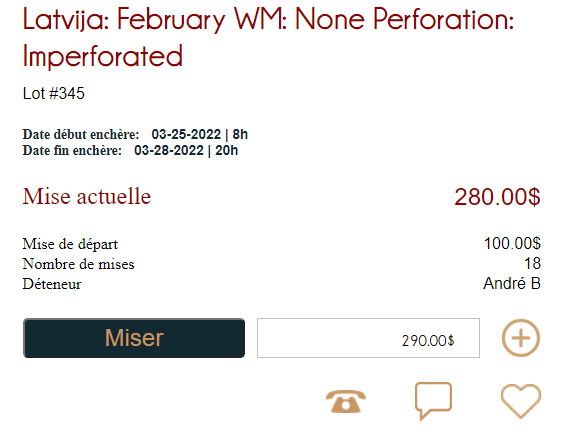 Latvija: February WM: None Perforation:
Imperforated
Lot #345
Date début enchère: 03-25-2022 | 8h
Date fin enchère: 03-28-2022 | 20h
Mise actuelle 280.00$
Mise de départ 100.00$
Nombre de mises 18
Déteneur André B
Miser 290.00$